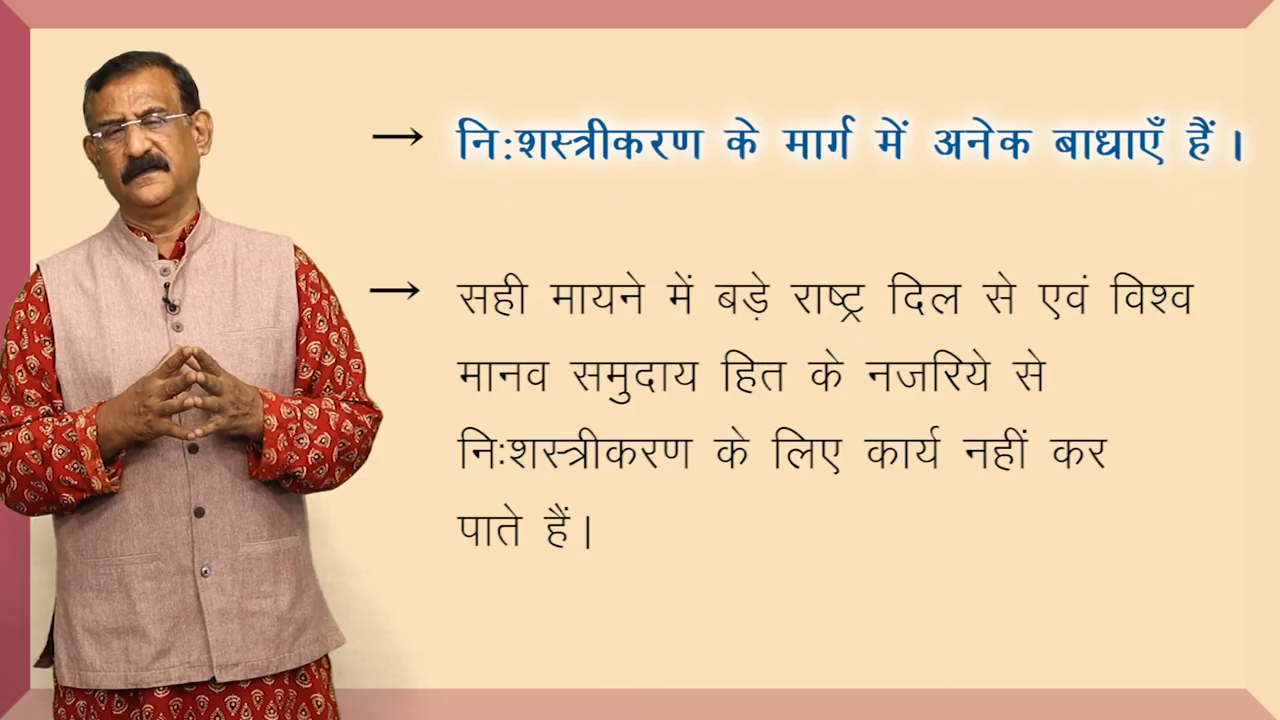 → नि:शस्त्रीकरण के मार्ग में अनेक बाधाएँ हैं।
→ सही मायने में बड़े राष्ट्र दिल से एवं विश्व
मानव समुदाय हित के नजरिये से
निःशस्त्रीकरण के लिए कार्य नहीं कर
पाते हैं।